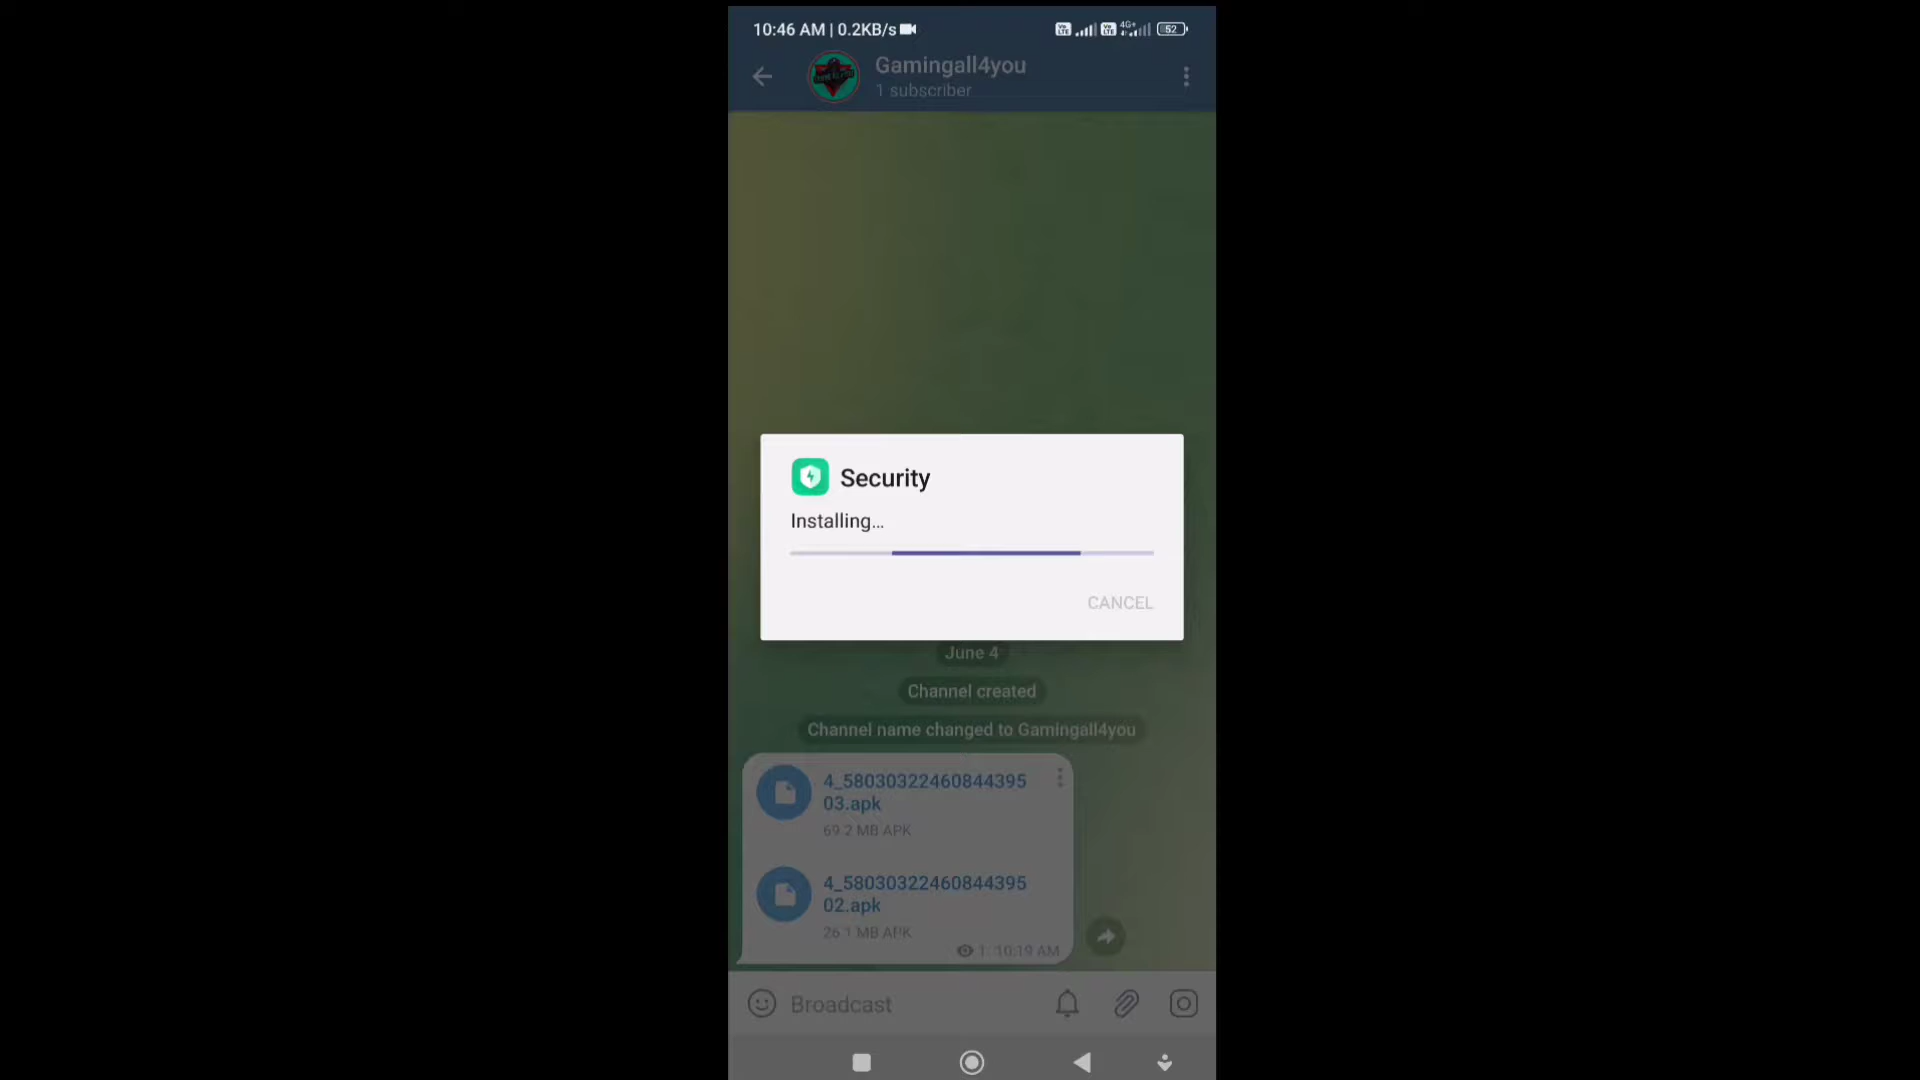 10:46 AM | 0.2KB/s
4G+
52
Gamingall4you
1 subscriber
Security
Installing...
CANCEL
June 4
Channel created
Channel name changed to Gamingall4you
4_58030322460844395
03.apk
69.2 MB APK
4_58030322460844395
02.apk
26.1 MB APK
1 10:19 AM
Broadcast